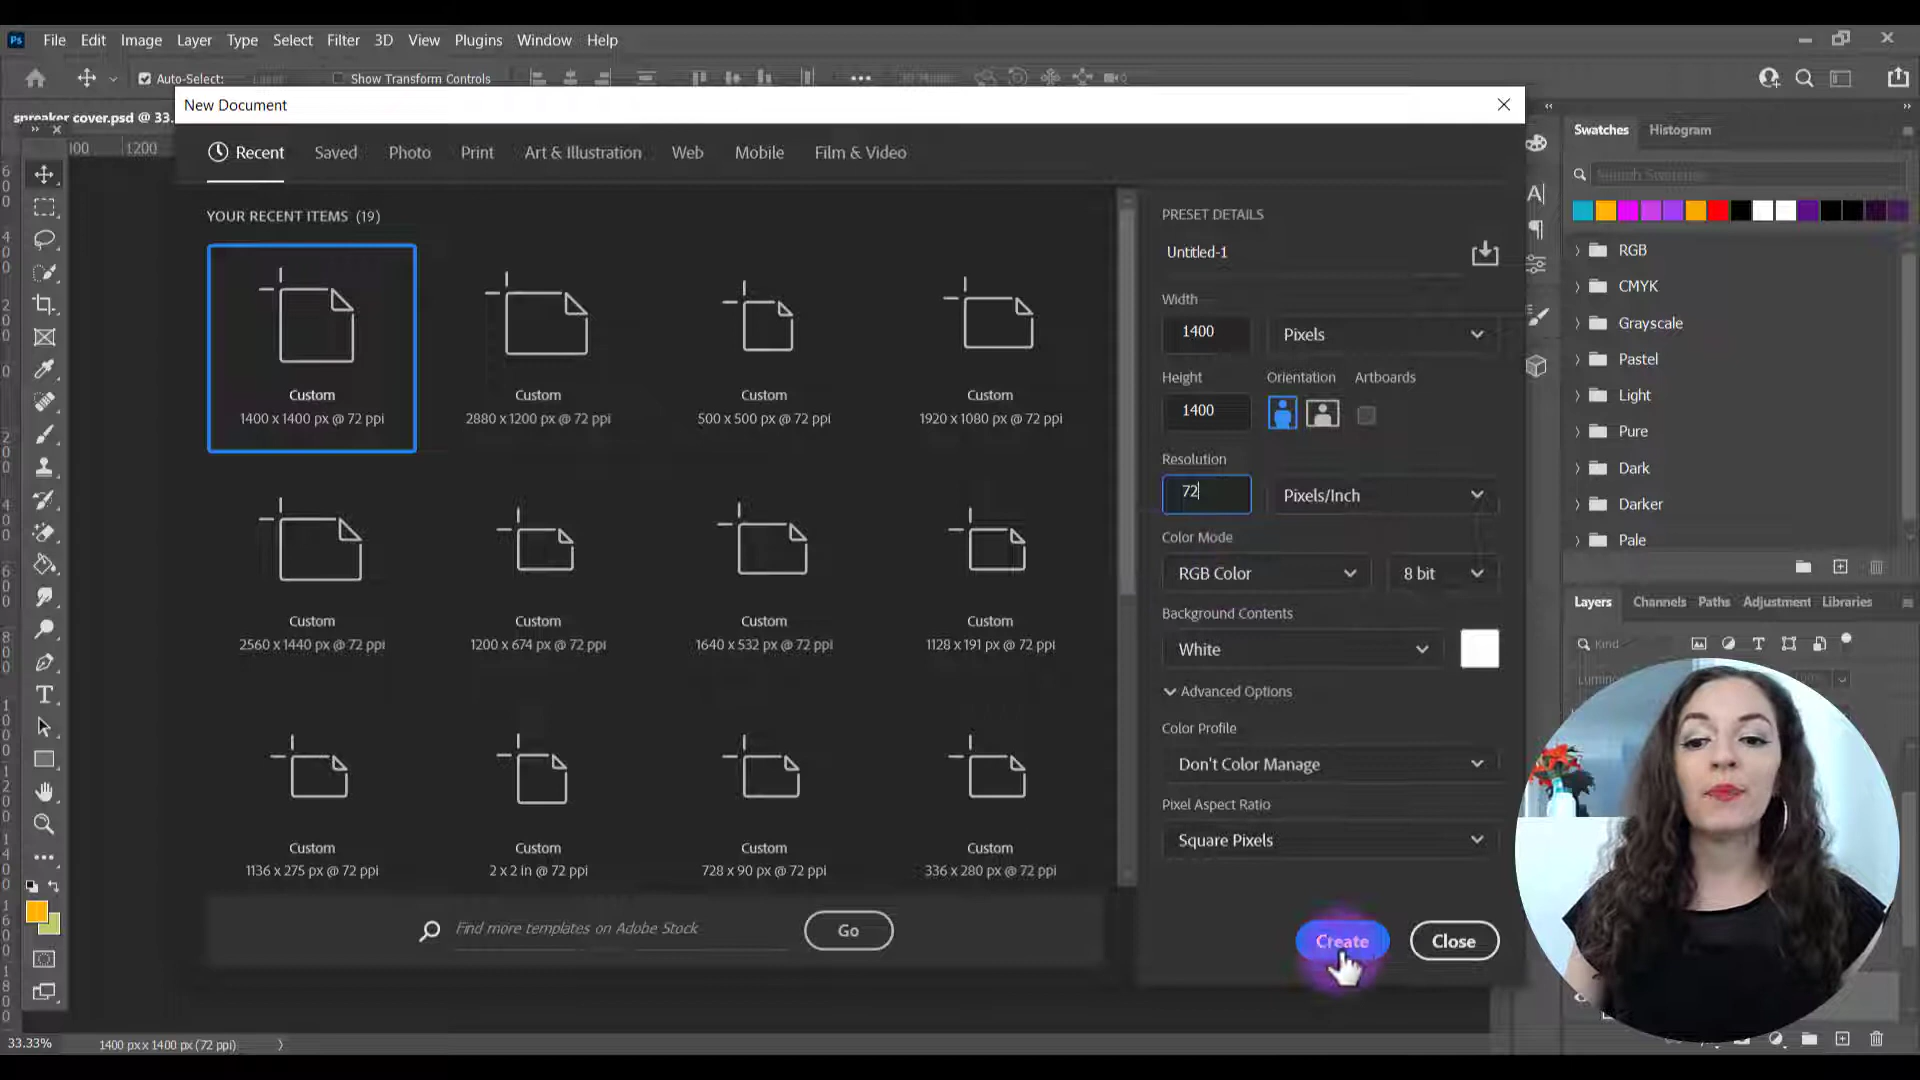 Ps File Edit Image Layer Type Select Filter 3D View Plugins Window Help
Auto-Select: Layer Show Transform Controls
spreaker cover.psd @ 33.
New Document
Recent Saved Photo Print Art & Illustration Web Mobile Film & Video
YOUR RECENT ITEMS (19)
Custom
1400 x 1400 px @ 72 ppi
Custom
2880 x 1200 px @ 72 ppi
Custom
500 x 500 px @ 72 ppi
Custom
1920 x 1080 px @ 72 ppi
Custom
2560 x 1440 px @ 72 ppi
Custom
1200 x 674 px @ 72 ppi
Custom
1640 x 532 px @ 72 ppi
Custom
1128 x 191 px @ 72 ppi
Custom
1136 x 275 px @ 72 ppi
Custom
2 x 2 in @ 72 ppi
Custom
728 x 90 px @ 72 ppi
Custom
336 x 280 px @ 72 ppi
Find more templates on Adobe Stock Go
PRESET DETAILS
Untitled-1
Width
1400 Pixels
Height Orientation Artboards
1400
Resolution
72 Pixels/Inch
Color Mode
RGB Color 8 bit
Background Contents
White
Advanced Options
Color Profile
Don't Color Manage
Pixel Aspect Ratio
Square Pixels
Create Close
Swatches Histogram
Search Swatches
RGB
CMYK
Grayscale
Pastel
Light
Pure
Dark
Darker
Pale
Layers Channels Paths Adjustment Libraries
Kind
33.33% 1400 px x 1400 px (72 ppi)